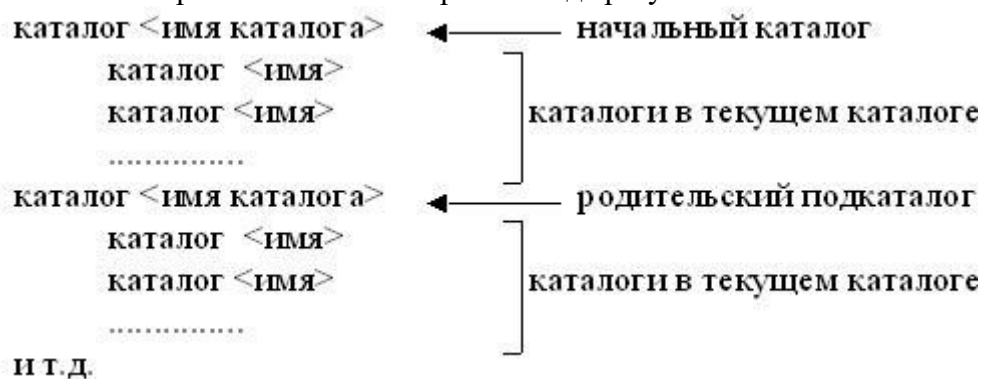 каталог <имя каталога> начальный каталог
каталог <имя>
каталог <имя>
каталоги в текущем каталоге
...............
каталог <имя каталога> родительский подкаталог
каталог <имя>
каталог <имя>
каталоги в текущем каталоге
...............
и т.д.